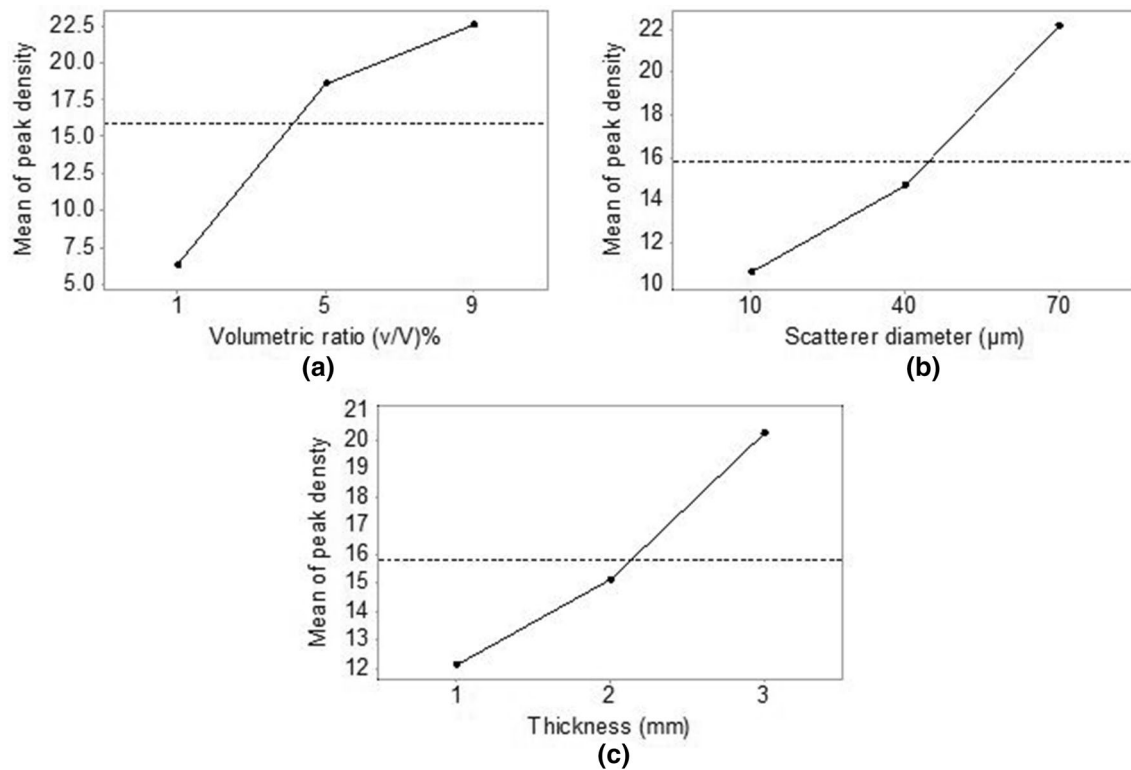 Mean of peak density
22.5
20.0
17.5
15.0
12.5
10.0
7.5
5.0
1 5 9
Volumetric ratio (v/V)%
(a)
Mean of peak density
22
22
16
14
12
10
10 40 70
Scatterer diameter (µm)
(b)
Mean of peak densty
21
20
19
18
17
16
15
14
13
12
1 2 3
Thickness (mm)
(c)